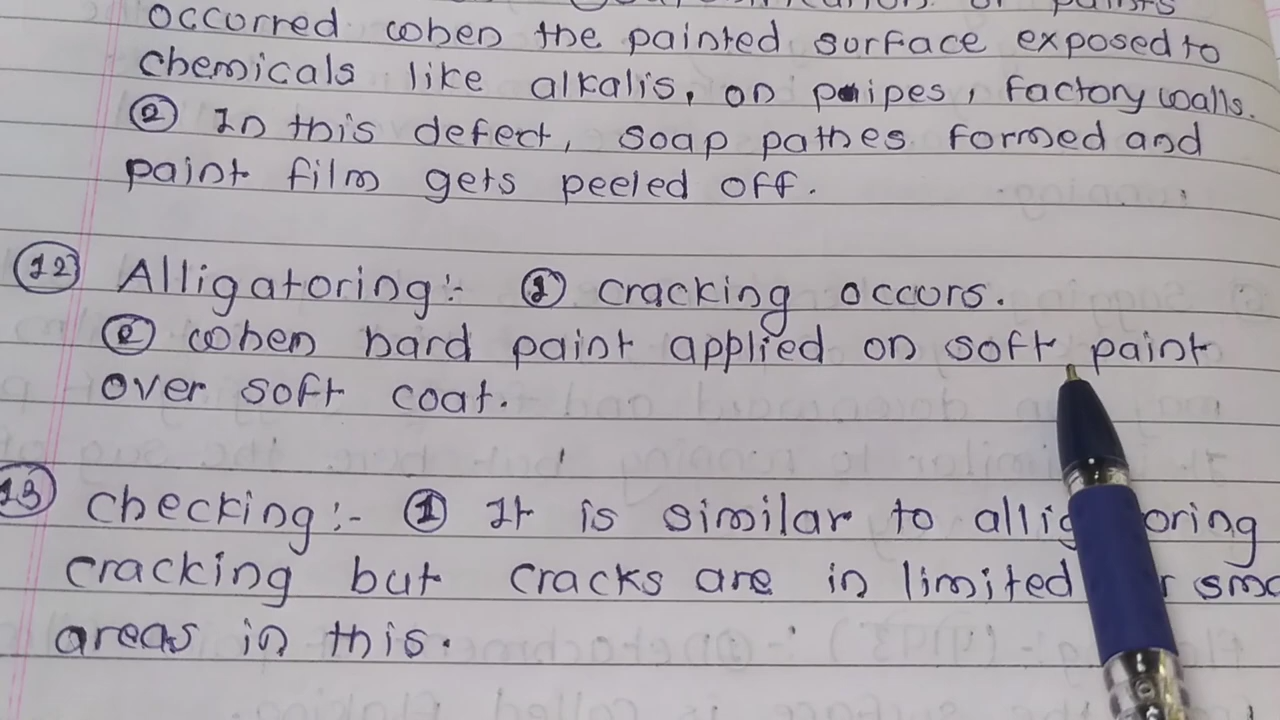 occurred when the painted surface exposed to
chemicals like alkalis, on pipes, factory walls.
② In this defect, soap pathes formed and
paint film gets peeled off.
⑫ Alligatoring:- ① cracking occurs.
② when hard paint applied on soft paint
over soft coat.
⑬ Checking:- ① It is similar to alligatoring
cracking but cracks are in limited
areas in this.